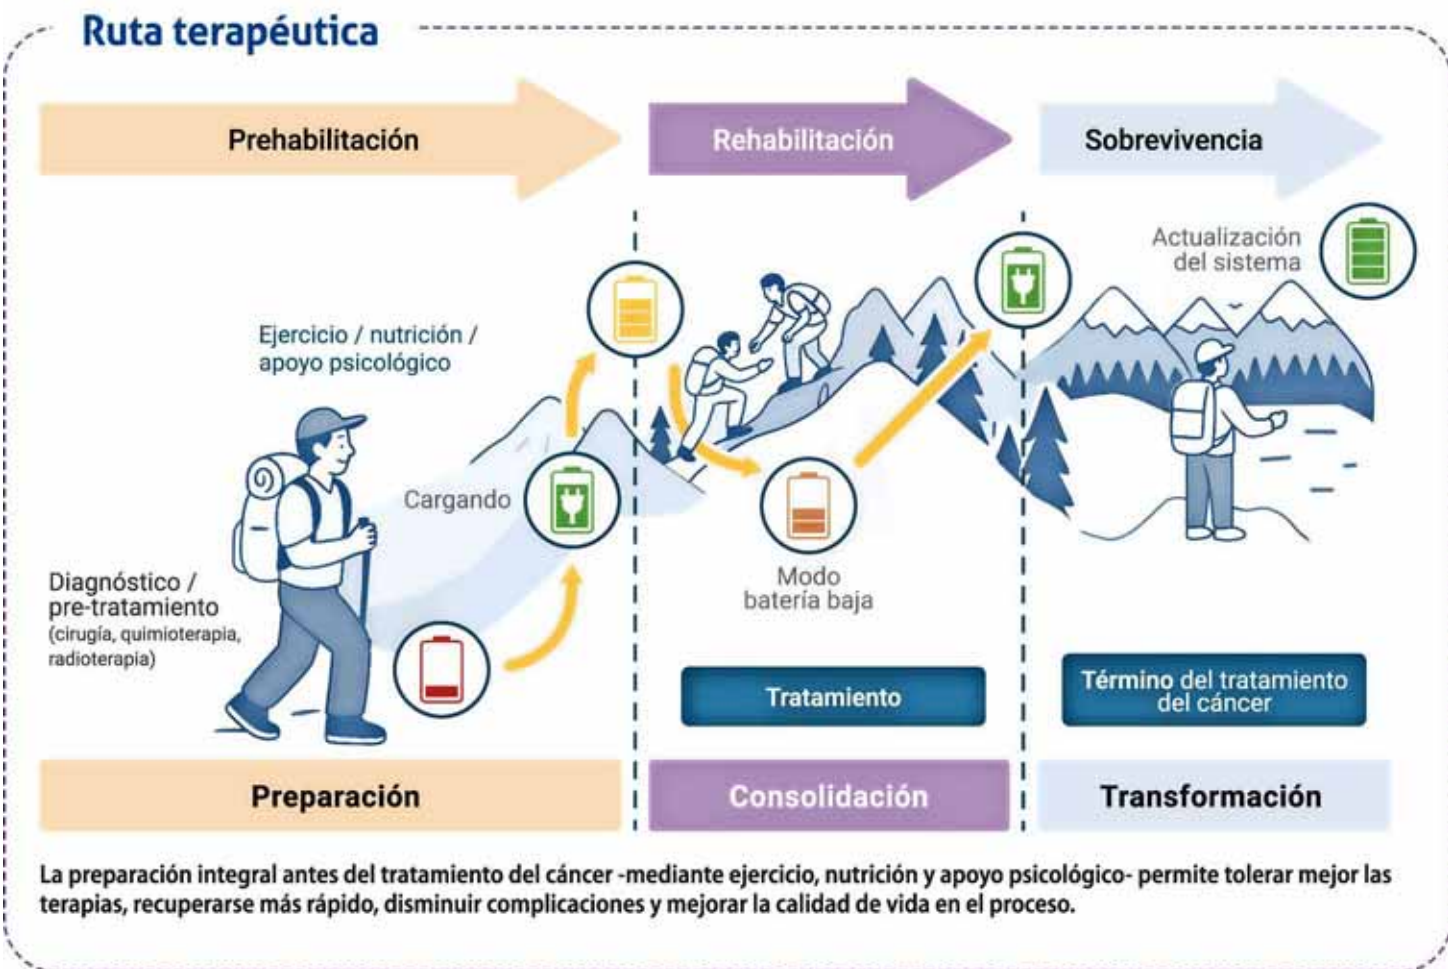 Ruta terapéutica
Prehabilitación
Rehabilitación
Sobrevivencia
Actualización
del sistema
Ejercicio / nutrición /
apoyo psicológico
Cargando
Diagnóstico /
pre-tratamiento
(cirugía, quimioterapia,
radioterapia)
Modo
batería baja
Tratamiento
Término del tratamiento
del cáncer
Preparación
Consolidación
Transformación
La preparación integral antes del tratamiento del cáncer -mediante ejercicio, nutrición y apoyo psicológico- permite tolerar mejor las
terapias, recuperarse más rápido, disminuir complicaciones y mejorar la calidad de vida en el proceso.